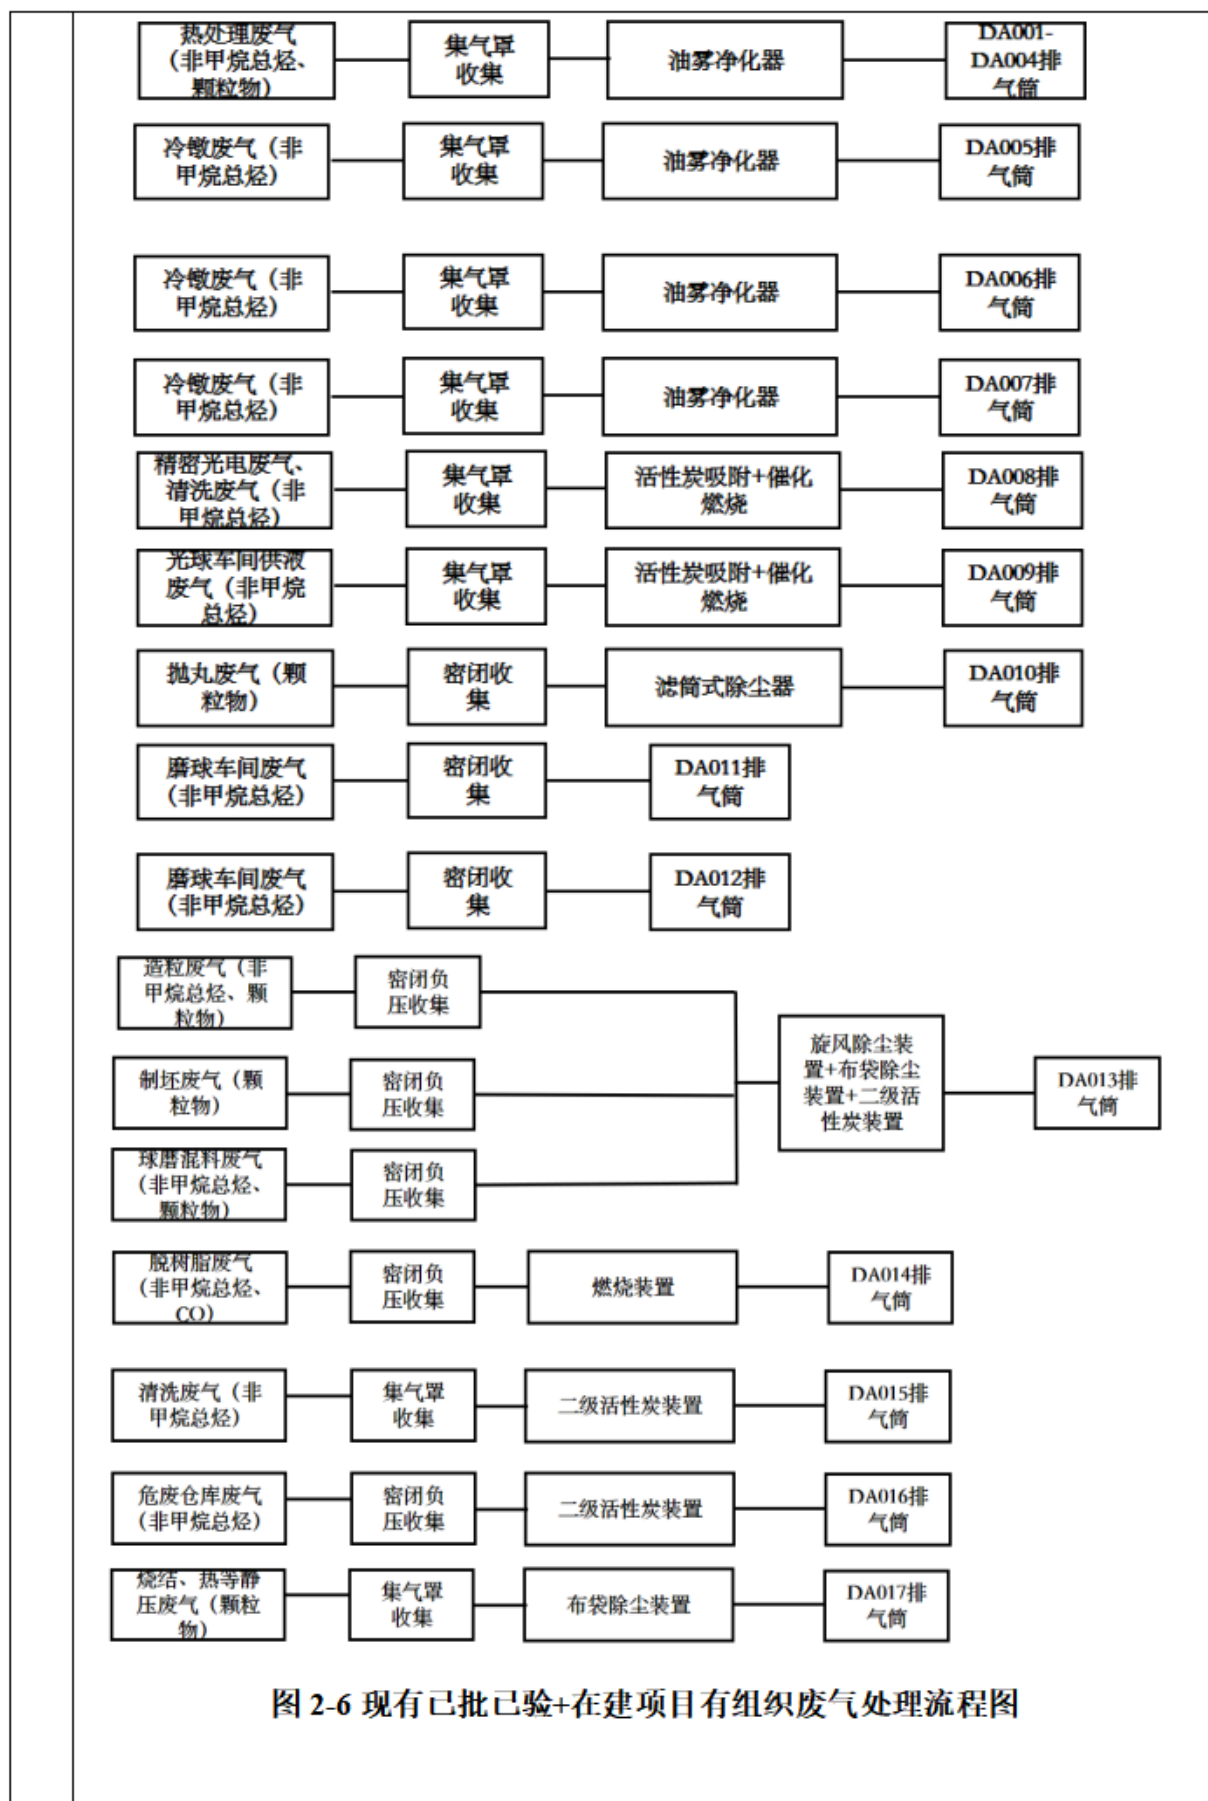 热处理废气
（非甲烷总烃、
颗粒物）
集气罩
收集
油雾净化器
DA001-
DA004排
气筒
冷镦废气（非
甲烷总烃）
集气罩
收集
油雾净化器
DA005排
气筒
冷镦废气（非
甲烷总烃）
集气罩
收集
油雾净化器
DA006排
气筒
冷镦废气（非
甲烷总烃）
集气罩
收集
油雾净化器
DA007排
气筒
精密光电废气、
清洗废气（非
甲烷总烃）
集气罩
收集
活性炭吸附+催化
燃烧
DA008排
气筒
光球车间供液
废气（非甲烷
总烃）
集气罩
收集
活性炭吸附+催化
燃烧
DA009排
气筒
抛丸废气（颗
粒物）
密闭收
集
滤筒式除尘器
DA010排
气筒
磨球车间废气
（非甲烷总烃）
密闭收
集
DA011排
气筒
磨球车间废气
（非甲烷总烃）
密闭收
集
DA012排
气筒
造粒废气（非
甲烷总烃、颗
粒物）
密闭负
压收集
制坯废气（颗
粒物）
密闭负
压收集
球磨混料废气
（非甲烷总烃、
颗粒物）
密闭负
压收集
旋风除尘装
置+布袋除尘
装置+二级活
性炭装置
DA013排
气筒
脱树脂废气
（非甲烷总烃、
CO）
密闭负
压收集
燃烧装置
DA014排
气筒
清洗废气（非
甲烷总烃）
集气罩
收集
二级活性炭装置
DA015排
气筒
危废仓库废气
（非甲烷总烃）
密闭负
压收集
二级活性炭装置
DA016排
气筒
烧结、热等静
压废气（颗粒
物）
集气罩
收集
布袋除尘装置
DA017排
气筒
图 2-6 现有已批已验+在建项目有组织废气处理流程图